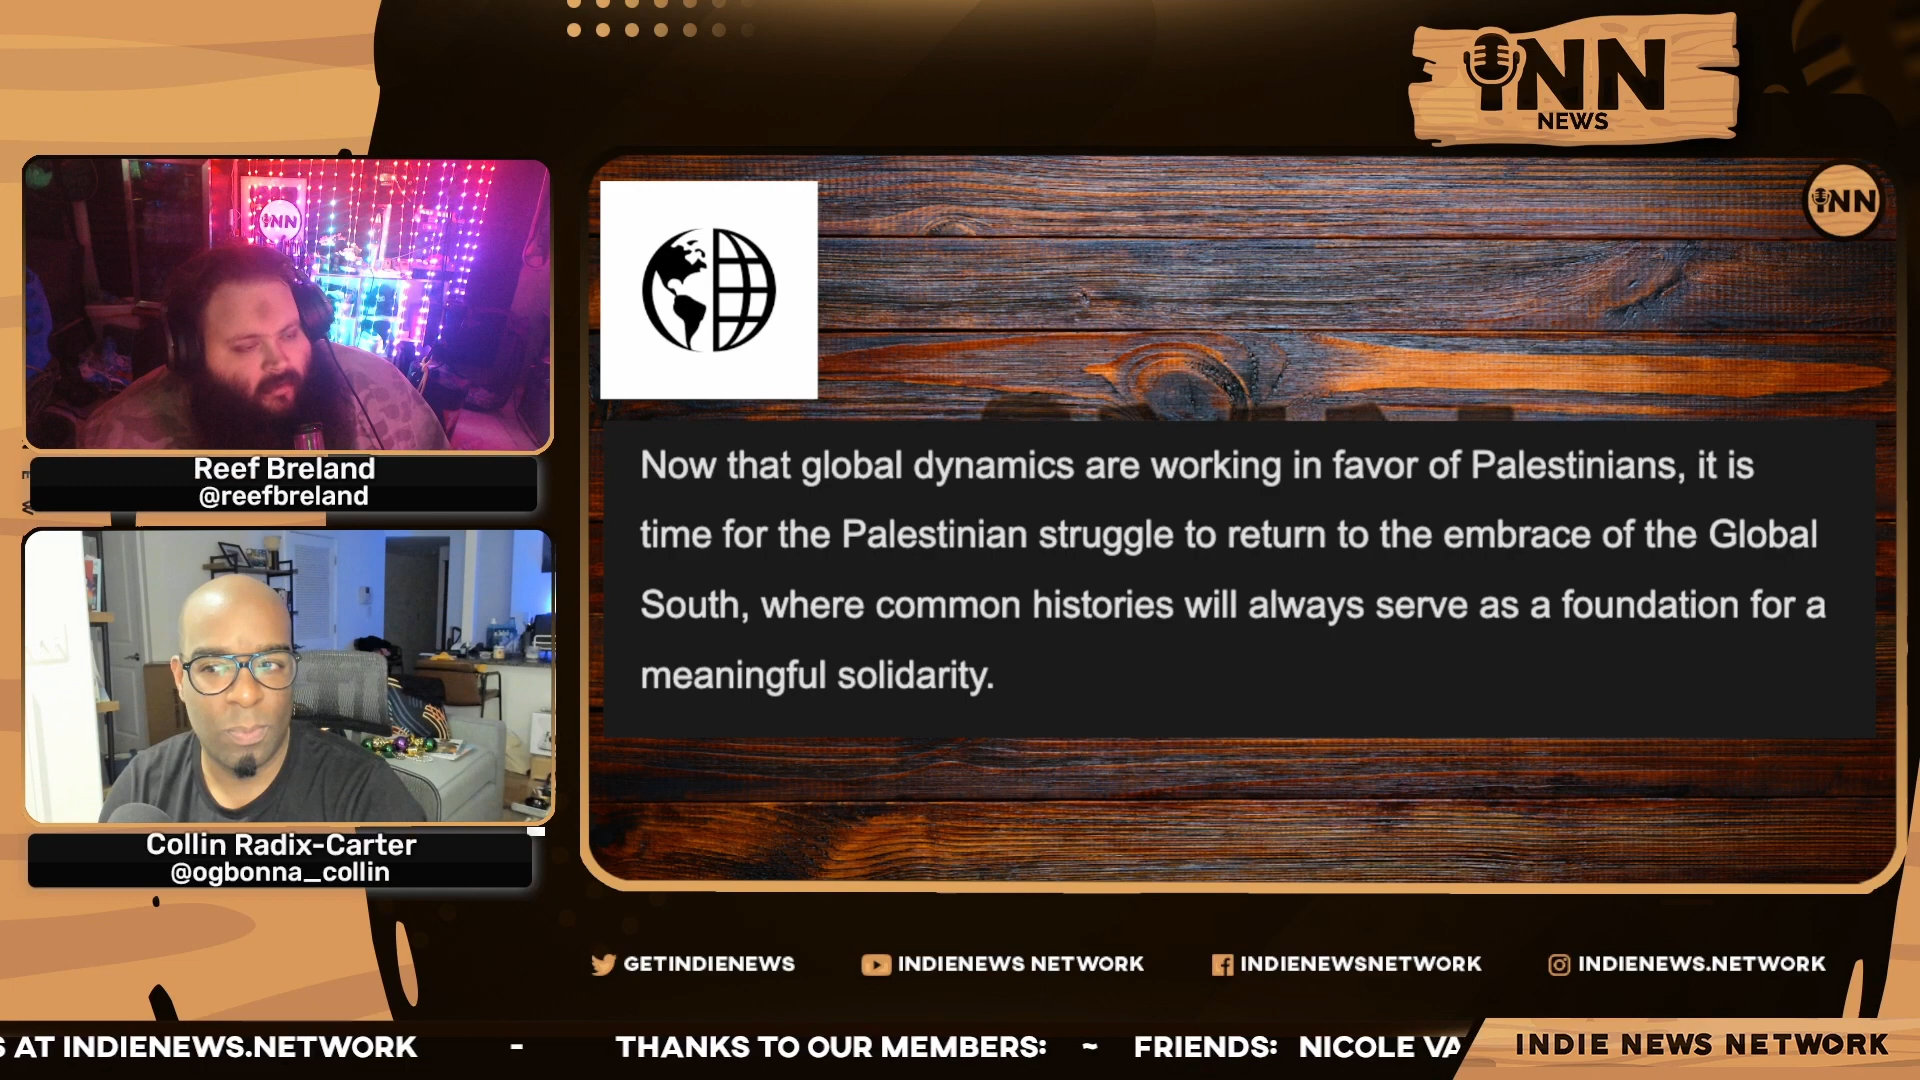 iNN
NEWS
iNN
iNN
Reef Breland
@reefbreland
Now that global dynamics are working in favor of Palestinians, it is
time for the Palestinian struggle to return to the embrace of the Global
South, where common histories will always serve as a foundation for a
meaningful solidarity.
Collin Radix-Carter
@ogbonna_collin
GETINDIENEWS
INDIENEWS NETWORK
INDIENEWSNETWORK
INDIENEWS.NETWORK
S AT INDIENEWS.NETWORK - THANKS TO OUR MEMBERS: ~ FRIENDS: NICOLE VA
INDIE NEWS NETWORK